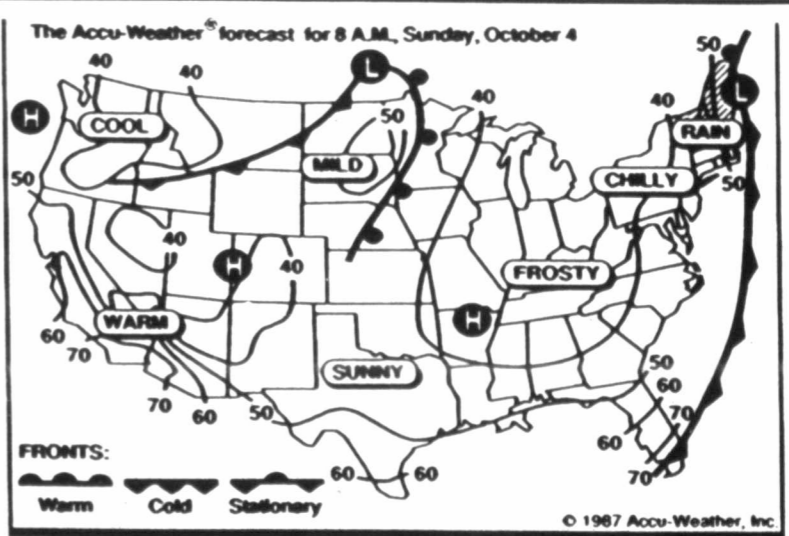 The Accu-Weather® forecast for 8 A.M., Sunday, October 4
50
40
40
L
L
H
COOL
50
40
40
RAIN
MILD
50
CHILLY
50
40
H
40
FROSTY
WARM
H
60
70
SUNNY
50
60
70
60
50
70
60
FRONTS:
60
60
70
Warm
Cold
Stationary
© 1987 Accu-Weather, Inc.